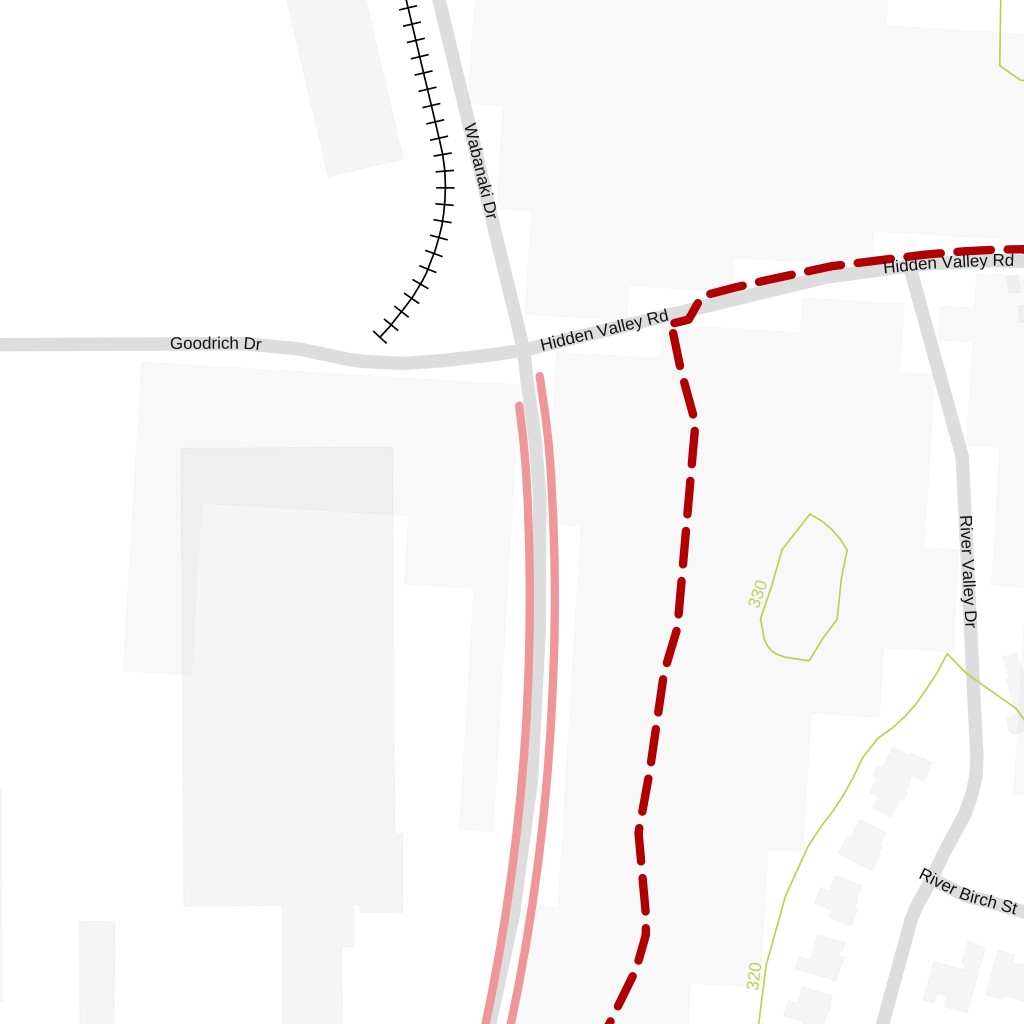 Wabanaki Dr
Hidden Valley Rd
Hidden Valley Rd
Goodrich Dr
River Valley Dr
330
River Birch St
320